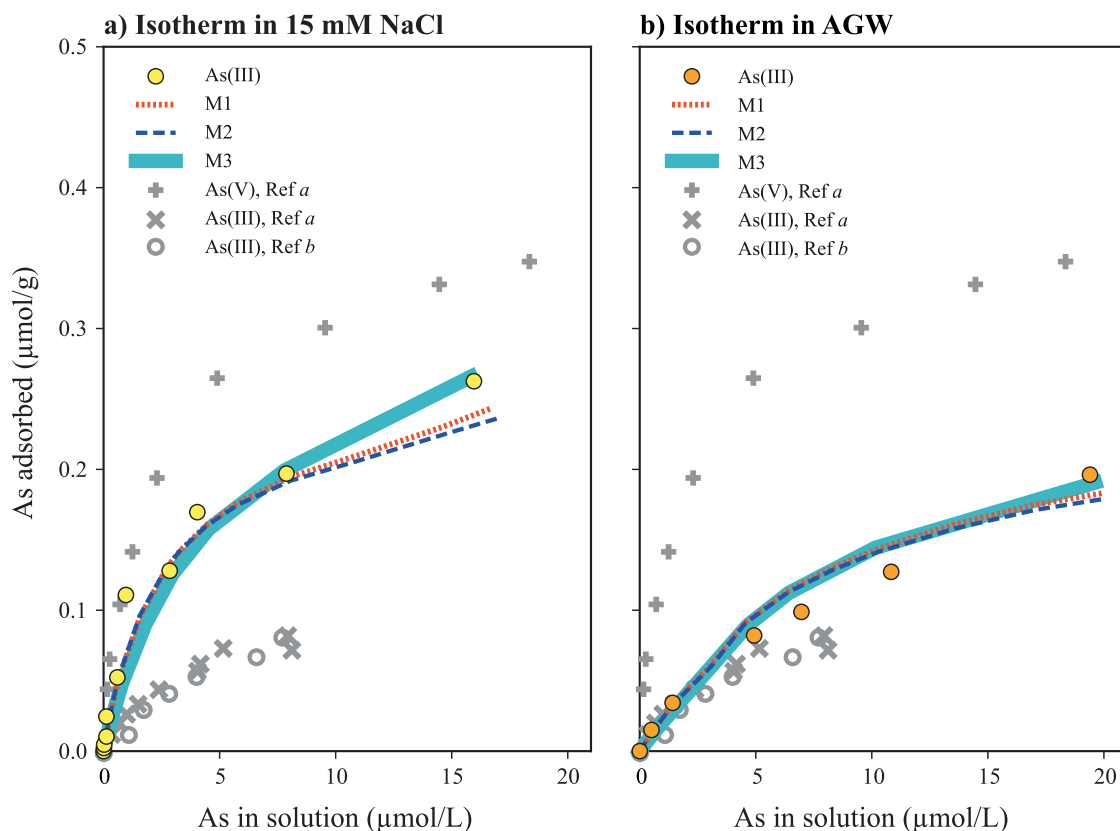 a) Isotherm in 15 mM NaCl
b) Isotherm in AGW
As adsorbed (µmol/g)
0.5
0.4
0.3
0.2
0.1
0.0
As(III)
M1
M2
M3
As(V), Ref a
As(III), Ref a
As(III), Ref b
0
5
10
15
20
As in solution (µmol/L)
As(III)
M1
M2
M3
As(V), Ref a
As(III), Ref a
As(III), Ref b
0
5
10
15
20
As in solution (µmol/L)